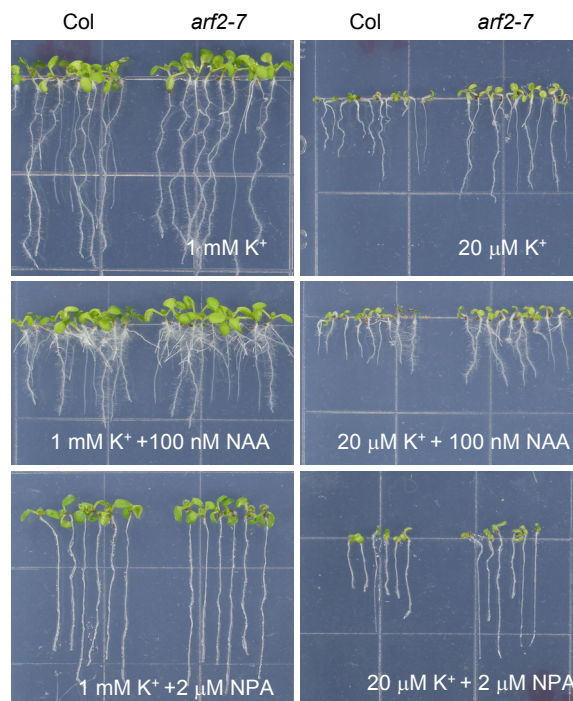 Col arf2-7 Col arf2-7
1 mM K⁺ 20 μM K⁺
1 mM K⁺ +100 nM NAA 20 μM K⁺ + 100 nM NAA
1 mM K⁺ +2 μM NPA 20 μM K⁺ + 2 μM NPA